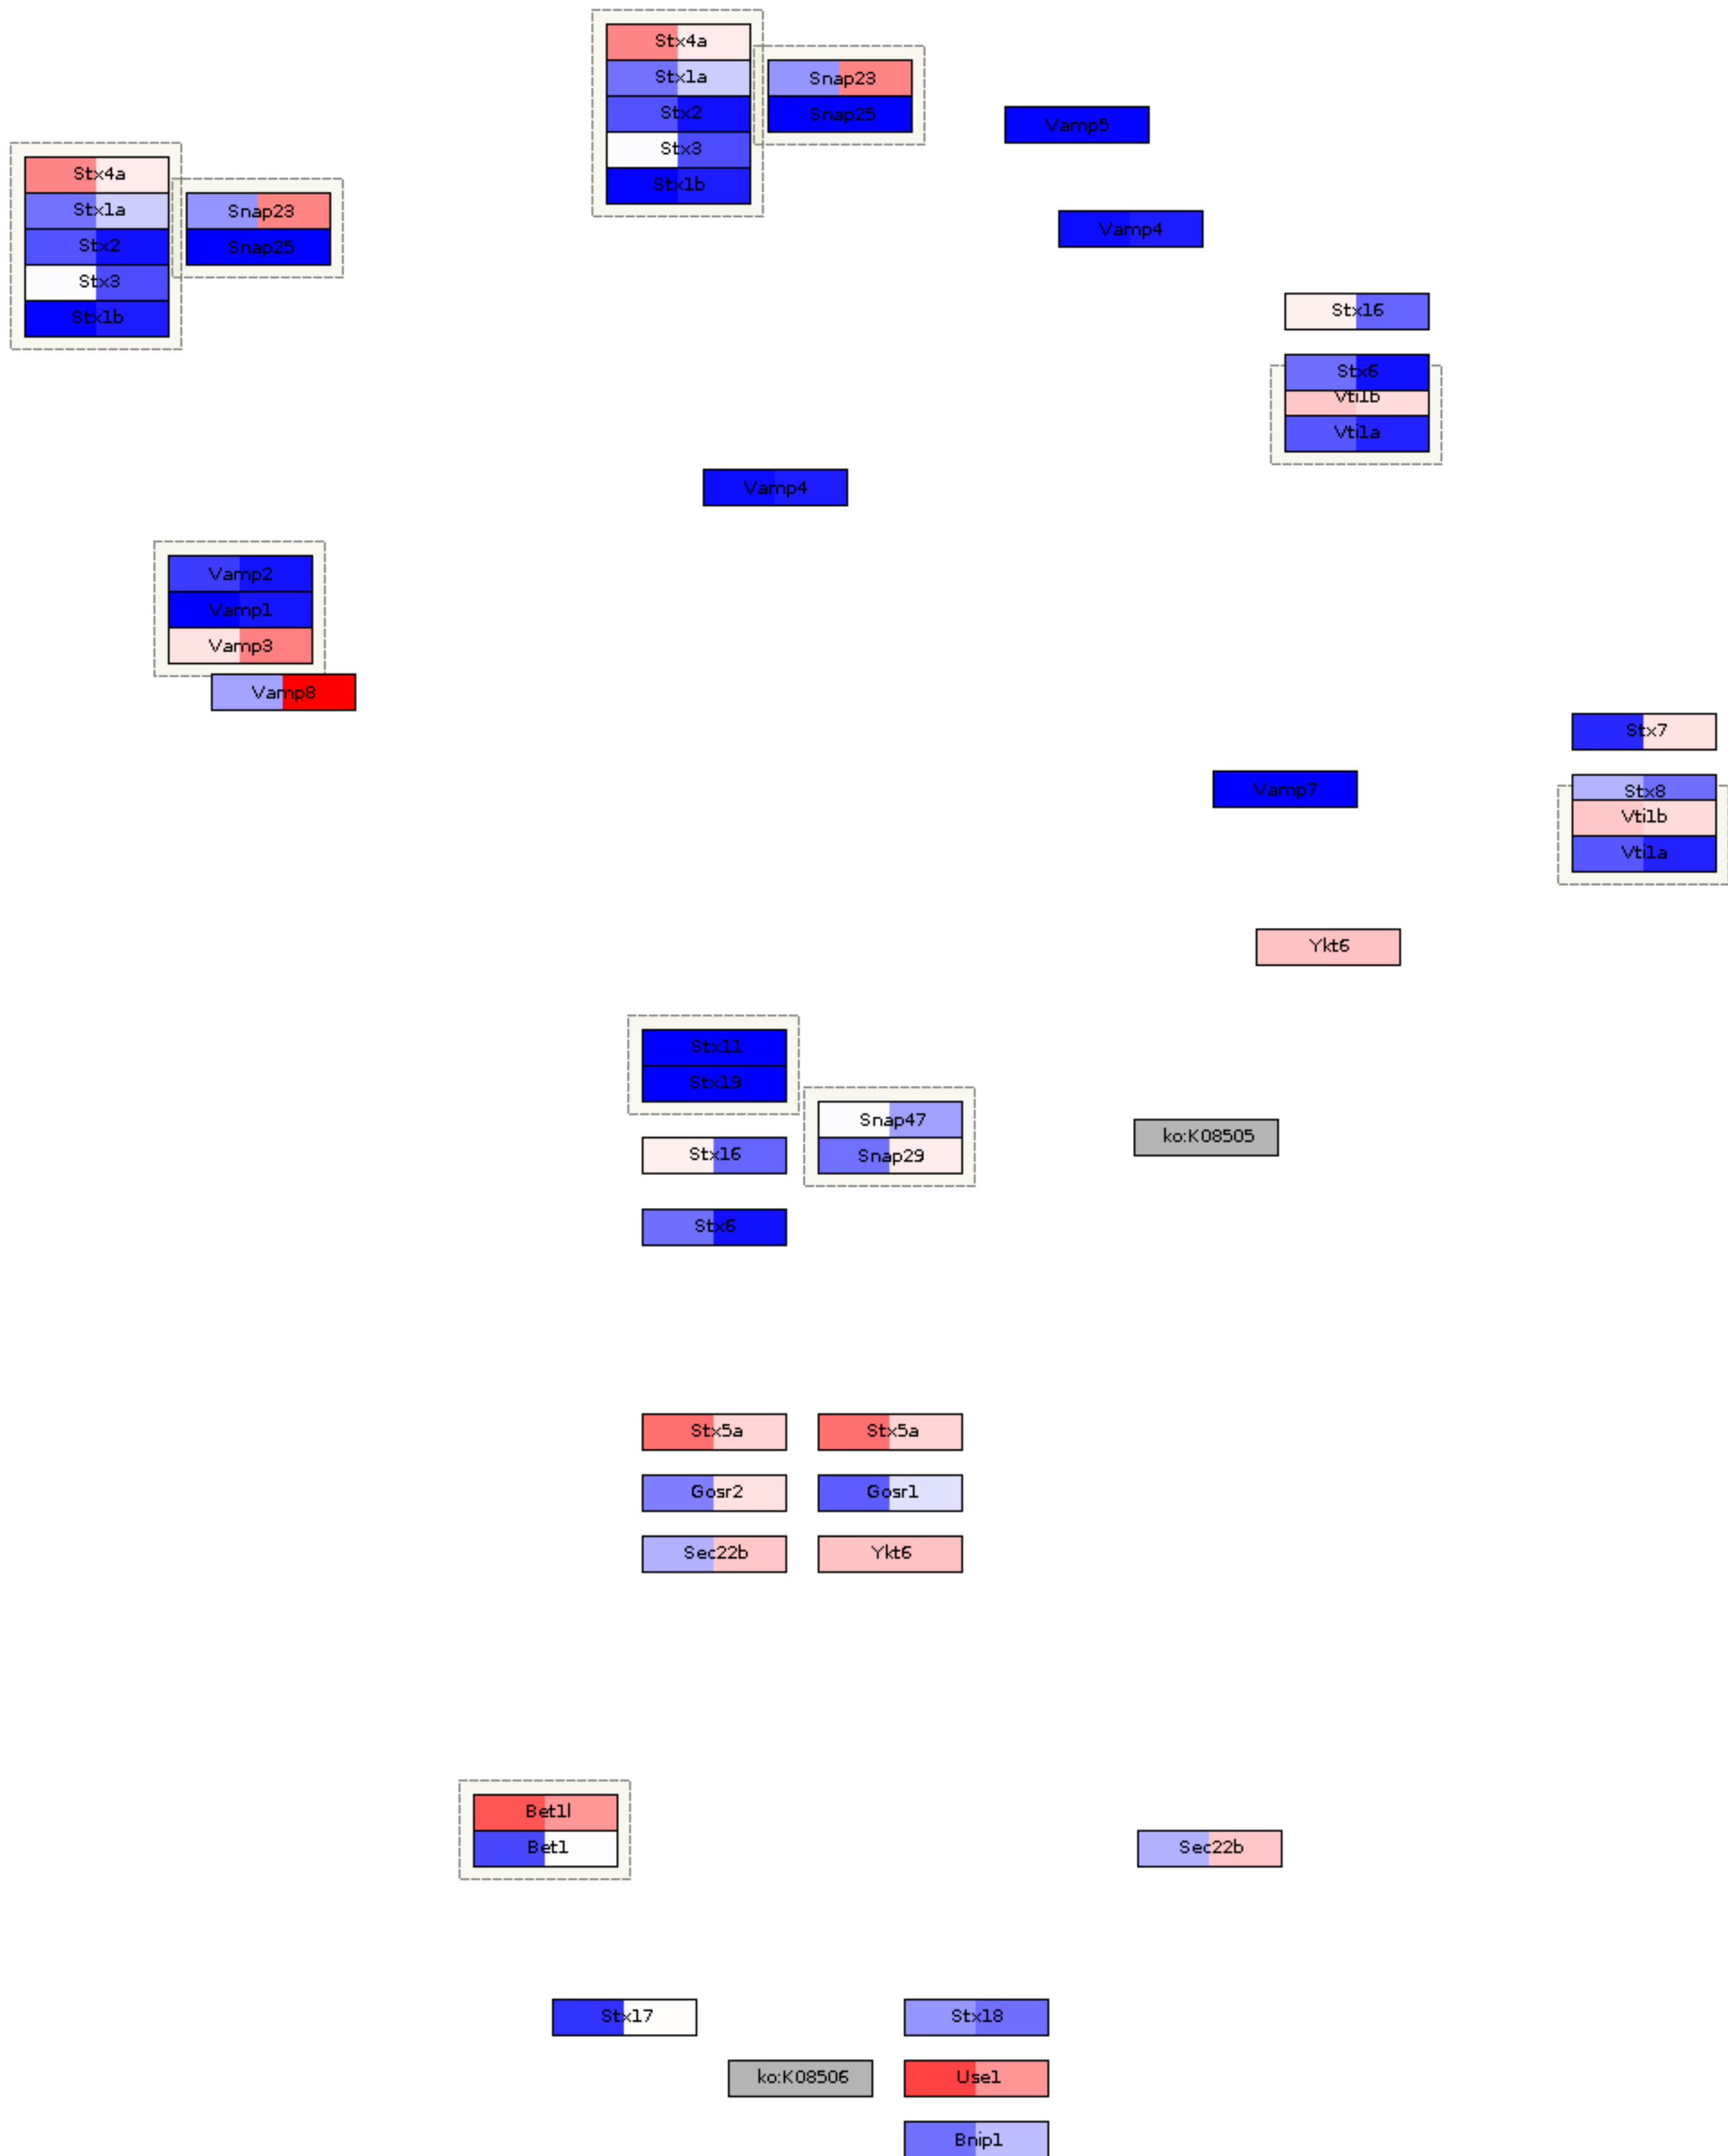 Stx4a
Stx1a
Stx2
Stx3
Stx1b
Snap23
Snap25
Vamp5
Vamp4
Stx4a
Stx1a
Stx2
Stx3
Stx1b
Snap23
Snap25
Stx16
Stx6
Vti1b
Vti1a
Vamp4
Vamp2
Vamp1
Vamp3
Vamp8
Stx7
Stx8
Vti1b
Vti1a
Vamp7
Ykt6
Stx11
Stx19
Snap47
Snap29
ko:K08505
Stx16
Stx6
Stx5a
Stx5a
Gosr2
Gosr1
Sec22b
Ykt6
Bet1l
Bet1
Sec22b
Stx17
Stx18
ko:K08506
Use1
Bnip1